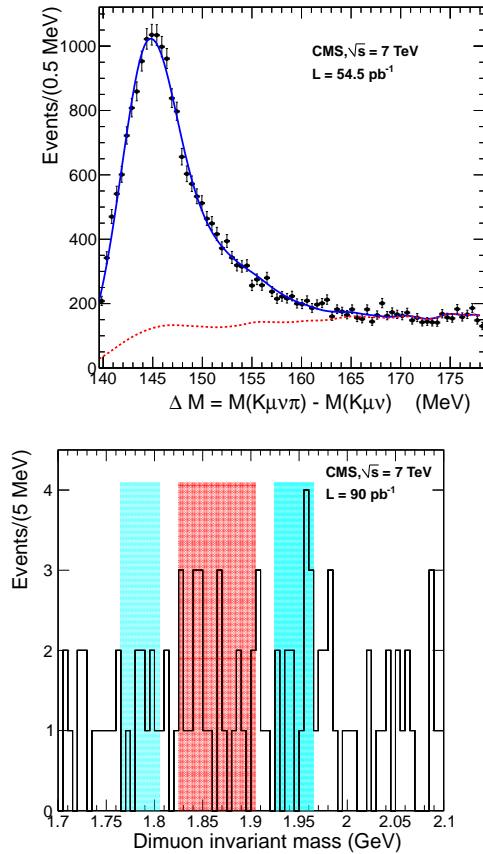 Events/(0.5 MeV)
1000
800
600
400
200
0
CMS,√s = 7 TeV
L = 54.5 pb⁻¹
140 145 150 155 160 165 170 175
Δ M = M(Kμνπ) - M(Kμν) (MeV)
Events/(5 MeV)
4
3
2
1
0
CMS,√s = 7 TeV
L = 90 pb⁻¹
1.7 1.75 1.8 1.85 1.9 1.95 2 2.05 2.1
Dimuon invariant mass (GeV)